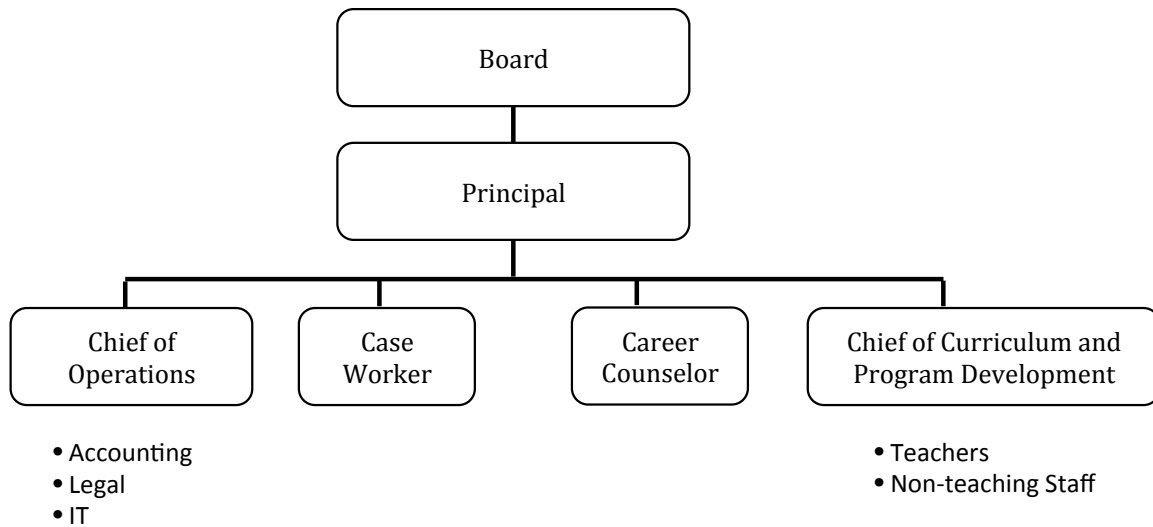 Board
Principal
Chief of
Operations
Case
Worker
Career
Counselor
Chief of Curriculum and
Program Development
• Accounting
• Legal
• IT
• Teachers
• Non-teaching Staff